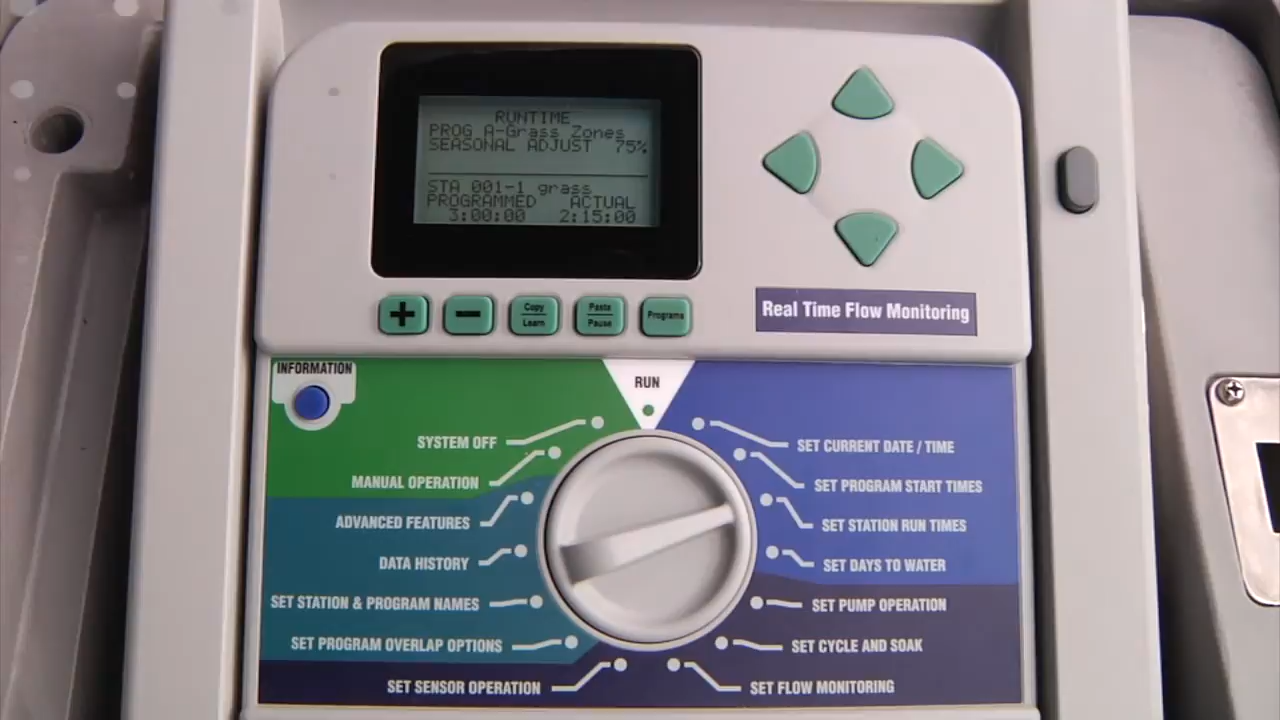 RUNTIME
PROG A-Grass Zones
SEASONAL ADJUST 75%
STA 001-1 grass
PROGRAMMED ACTUAL
3:00:00 2:15:00
+
−
Copy
Learn
Paste
Pause
Programs
Real Time Flow Monitoring
INFORMATION
RUN
SYSTEM OFF
MANUAL OPERATION
ADVANCED FEATURES
DATA HISTORY
SET STATION & PROGRAM NAMES
SET PROGRAM OVERLAP OPTIONS
SET SENSOR OPERATION
SET CURRENT DATE / TIME
SET PROGRAM START TIMES
SET STATION RUN TIMES
SET DAYS TO WATER
SET PUMP OPERATION
SET CYCLE AND SOAK
SET FLOW MONITORING